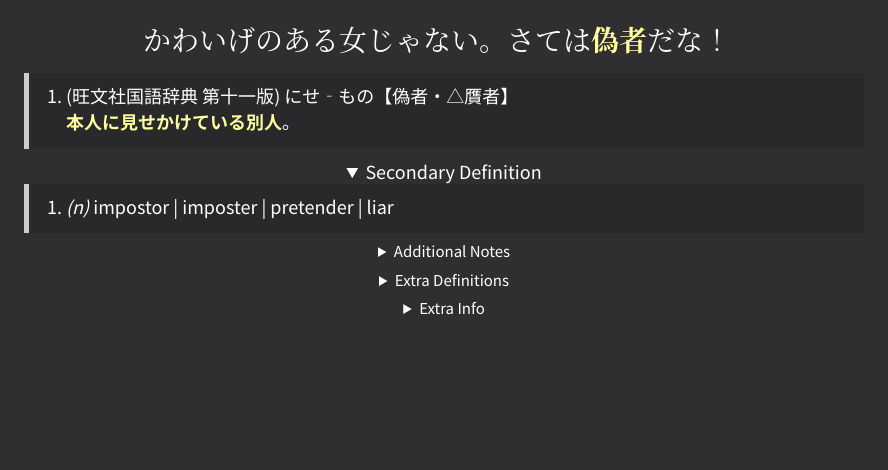 かわいげのある女じゃない。さては偽者だな！
1. (旺文社国語辞典 第十一版) にせ‐もの【偽者・△贋者】
本人に見せかけている別人。
▼ Secondary Definition
1. (n) impostor | imposter | pretender | liar
▶ Additional Notes
▶ Extra Definitions
▶ Extra Info